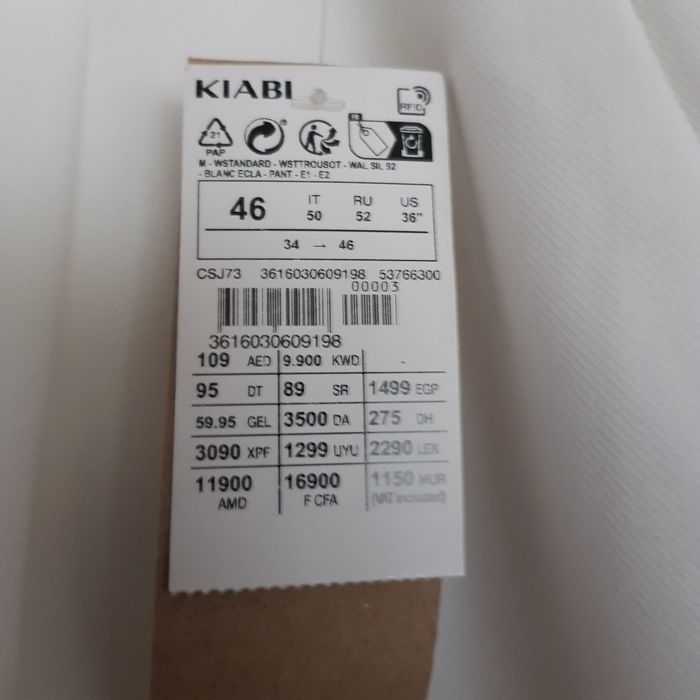 KIABI
RFID
FR
21
PAP
M - WSTANDARD - WSTTROUSOT - WAL SIL S2
- BLANC ECLA - PANT - E1 - E2
46 IT 50 RU 52 US 36"
34 → 46
CSJ73 3616030609198 53766300
00003
3616030609198
109 AED 9.900 KWD -
95 DT 89 SR 1499 EGP
59.95 GEL 3500 DA 275 DH
3090 XPF 1299 UYU 2290 LEN
11900 AMD 16900 F CFA 1150 MUR
(VAT included)